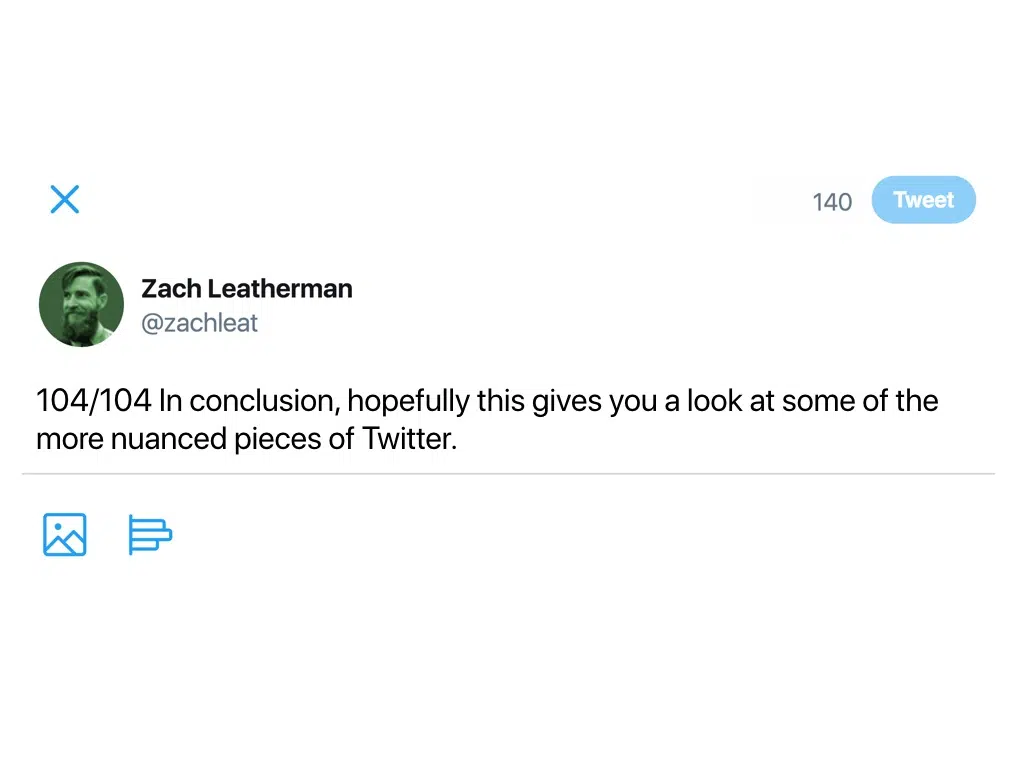 140
Tweet
Zach Leatherman
@zachleat
104/104 In conclusion, hopefully this gives you a look at some of the
more nuanced pieces of Twitter.